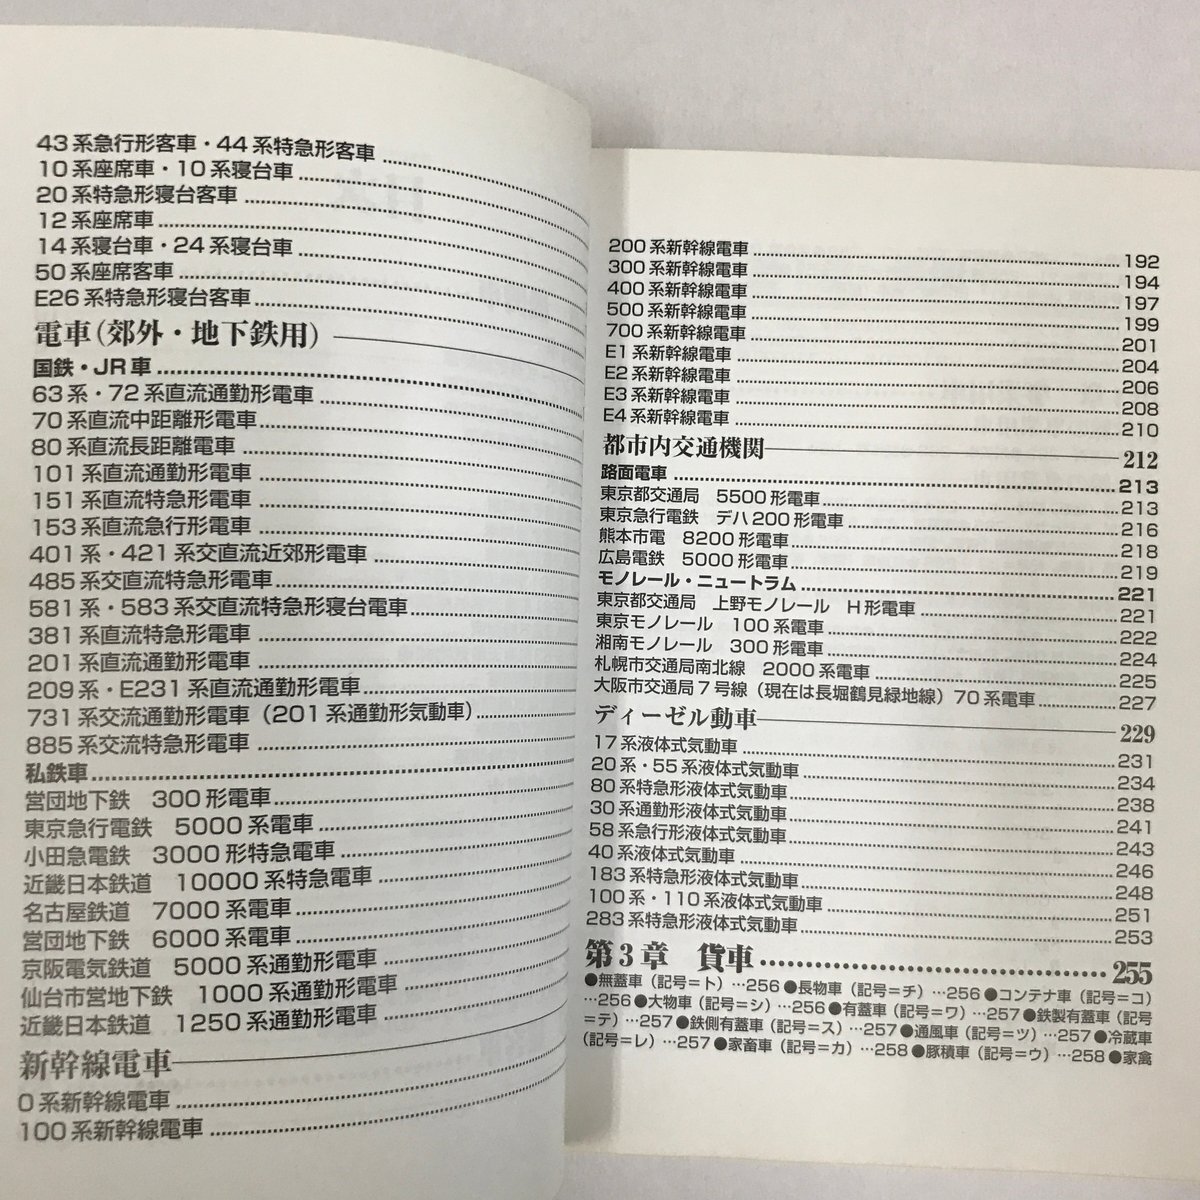 43系急行形客車・44系特急形客車
10系座席車・10系寝台車
20系特急形寝台客車
12系座席車
14系寝台車・24系寝台車
50系座席客車
E26系特急形寝台客車
電車(郊外・地下鉄用)
国鉄・JR車
63系・72系直流通勤形電車
70系直流中距離形電車
80系直流長距離電車
101系直流通勤形電車
151系直流特急形電車
153系直流急行形電車
401系・421系交直流近郊形電車
485系交直流特急形電車
581系・583系交直流特急形寝台電車
381系直流特急形電車
201系直流通勤形電車
209系・E231系直流通勤形電車
731系交流通勤形電車(201系通勤形気動車)
885系交流特急形電車
私鉄車
営団地下鉄 300形電車
東京急行電鉄 5000系電車
小田急電鉄 3000形特急電車
近畿日本鉄道 10000系特急電車
名古屋鉄道 7000系電車
営団地下鉄 6000系電車
京阪電気鉄道 5000系通勤形電車
仙台市営地下鉄 1000系通勤形電車
近畿日本鉄道 1250系通勤形電車
新幹線電車
0系新幹線電車
100系新幹線電車
200系新幹線電車 192
300系新幹線電車 194
400系新幹線電車 197
500系新幹線電車 199
700系新幹線電車 201
E1系新幹線電車 204
E2系新幹線電車 206
E3系新幹線電車 208
E4系新幹線電車 210
都市内交通機関 212
路面電車 213
東京都交通局 5500形電車 213
東京急行電鉄 デハ200形電車 216
熊本市電 8200形電車 218
広島電鉄 5000形電車 219
モノレール・ニュートラム 221
東京都交通局 上野モノレール H形電車 221
東京モノレール 100系電車 222
湘南モノレール 300形電車 224
札幌市交通局南北線 2000系電車 225
大阪市交通局7号線(現在は長堀鶴見緑地線)70系電車 227
ディーゼル動車 229
17系液体式気動車 231
20系・55系液体式気動車 234
80系特急形液体式気動車 238
30系通勤形液体式気動車 241
58系急行形液体式気動車 243
40系液体式気動車 246
183系特急形液体式気動車 248
100系・110系液体式気動車 251
283系特急形液体式気動車 253
第3章 貨車 255
●無蓋車(記号=ト)…256●長物車(記号=チ)…256●コンテナ車(記号=コ)
…256●大物車(記号=シ)…256●有蓋車(記号=ワ)…257●鉄製有蓋車(記号
=テ)…257●鉄側有蓋車(記号=ス)…257●通風車(記号=ツ)…257●冷蔵車
(記号=レ)…257●家畜車(記号=カ)…258●豚積車(記号=ウ)…258●家禽